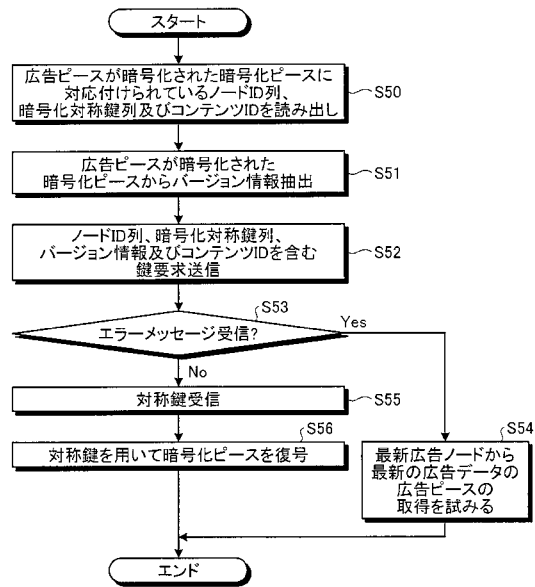 スタート
広告ピースが暗号化された暗号化ピースに
対応付けられているノードID列、
暗号化対称鍵列及びコンテンツIDを読み出し
S50
広告ピースが暗号化された
暗号化ピースからバージョン情報抽出
S51
ノードID列、暗号化対称鍵列、
バージョン情報及びコンテンツIDを含む
鍵要求送信
S52
S53
エラーメッセージ受信?
Yes
No
対称鍵受信
S55
S56
対称鍵を用いて暗号化ピースを復号
S54
最新広告ノードから
最新の広告データの
広告ピースの
取得を試みる
エンド